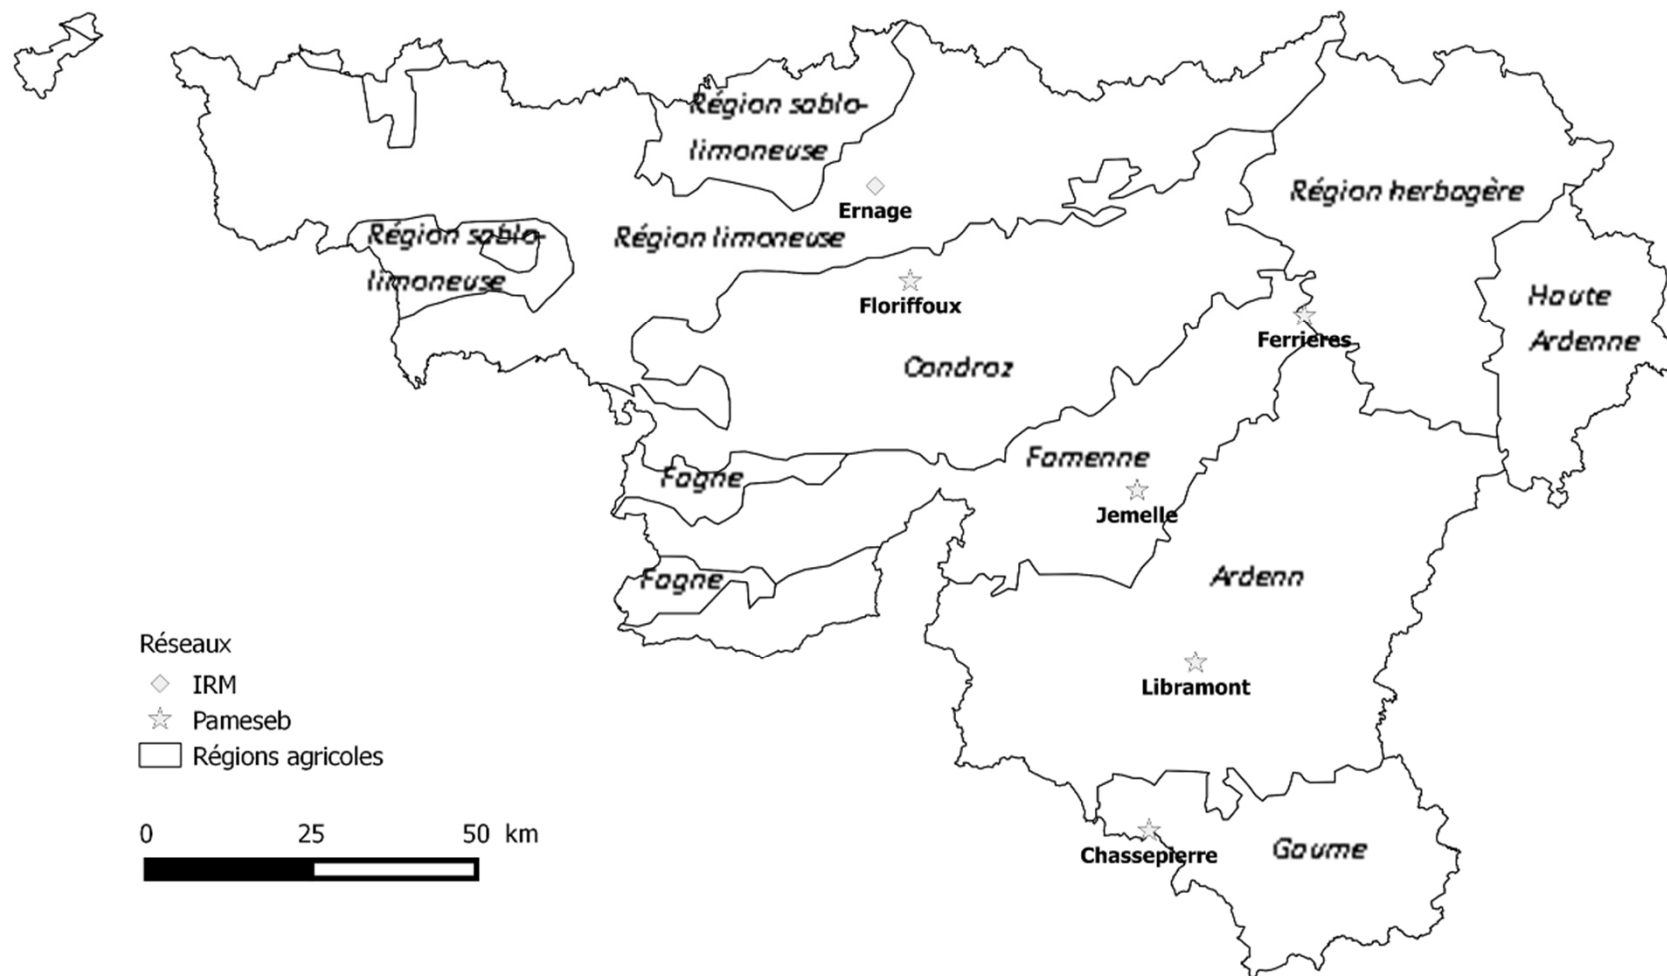 Région sablo-
limoneuse
Région herbagère
Ernage
Région sablo-
limoneuse
Région limoneuse
Floriffoux
Haute
Ardenne
Ferrières
Condroz
Famenne
Fagne
Jemelle
Fagne
Ardenn
Réseaux
IRM
Pameseb
Régions agricoles
Libramont
0 25 50 km
Chassepierre
Gaume